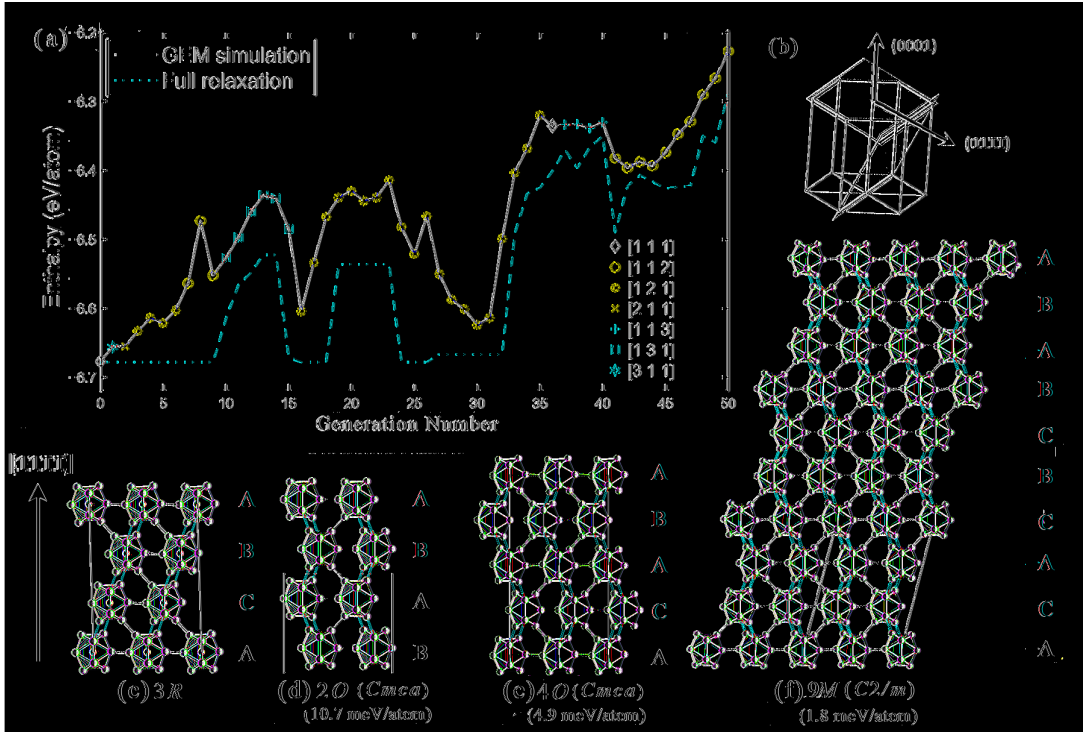 (a)
-6.2
-6.3
-6.4
-6.5
-6.6
-6.7
Enthalpy (eV/atom)
GEM simulation
Full relaxation
[1 1 1]
[1 1 2]
[1 2 1]
[2 1 1]
[1 1 3]
[1 3 1]
[3 1 1]
0 5 10 15 20 25 30 35 40 45 50
Generation Number
(b)
(0001)
A
B
A
B
C
B
C
A
C
A
(f) 9M (C2/m)
(1.8 meV/atom)
A
B
C
A
(c) 3R
A
B
A
B
(d) 2O (Cmca)
(10.7 meV/atom)
A
B
A
C
A
(e) 4O (Cmca)
(4.9 meV/atom)